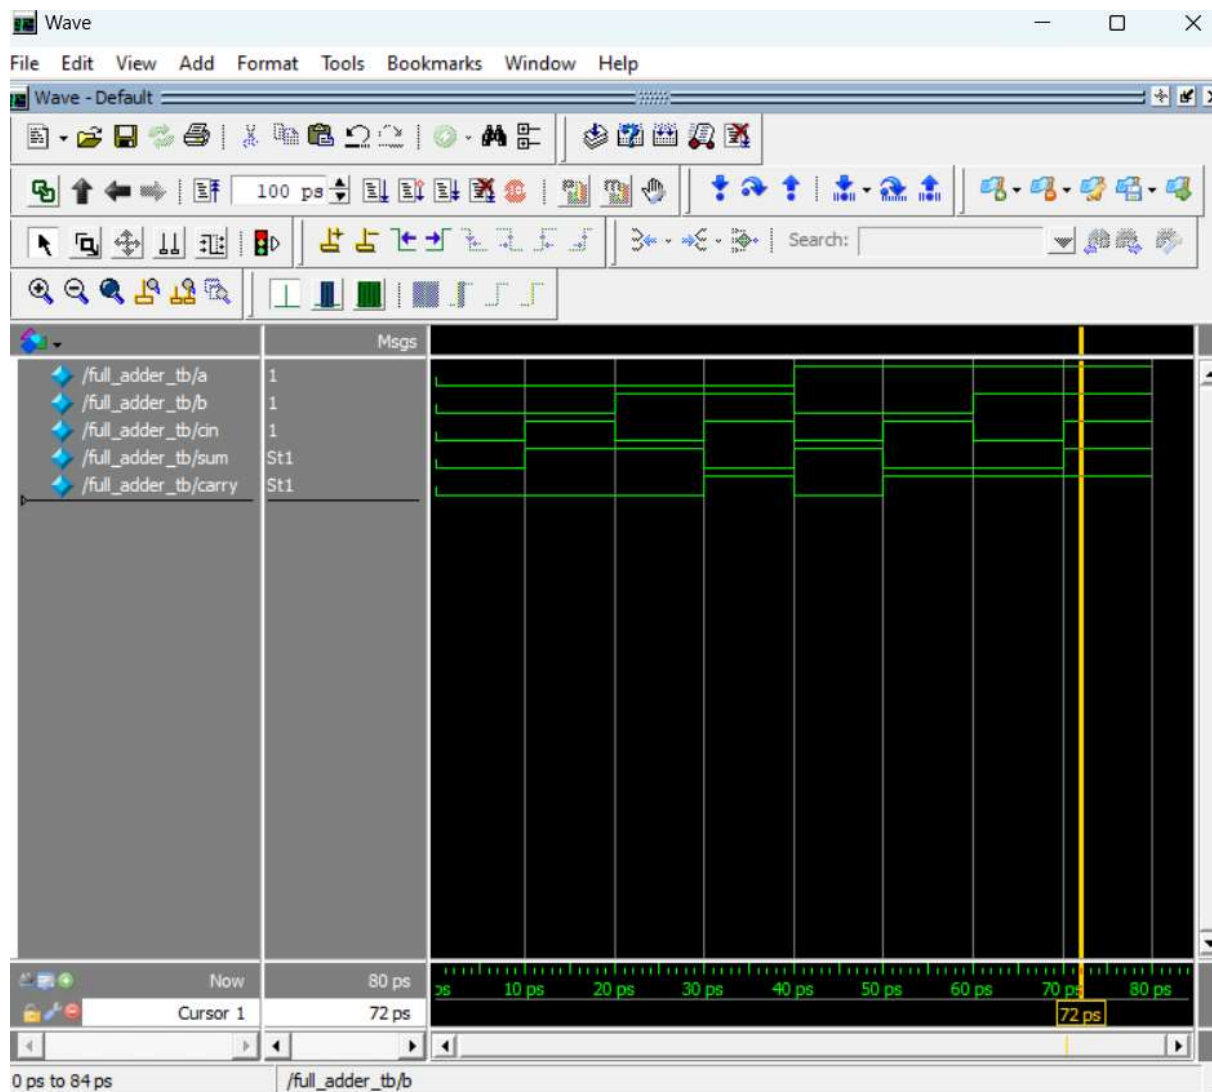 Wave
File Edit View Add Format Tools Bookmarks Window Help
Wave - Default
100 ps
Search:
Msgs
/full_adder_tb/a 1
/full_adder_tb/b 1
/full_adder_tb/cin 1
/full_adder_tb/sum St1
/full_adder_tb/carry St1
Now 80 ps
ps 10 ps 20 ps 30 ps 40 ps 50 ps 60 ps 70 ps 80 ps
Cursor 1 72 ps
72 ps
0 ps to 84 ps /full_adder_tb/b